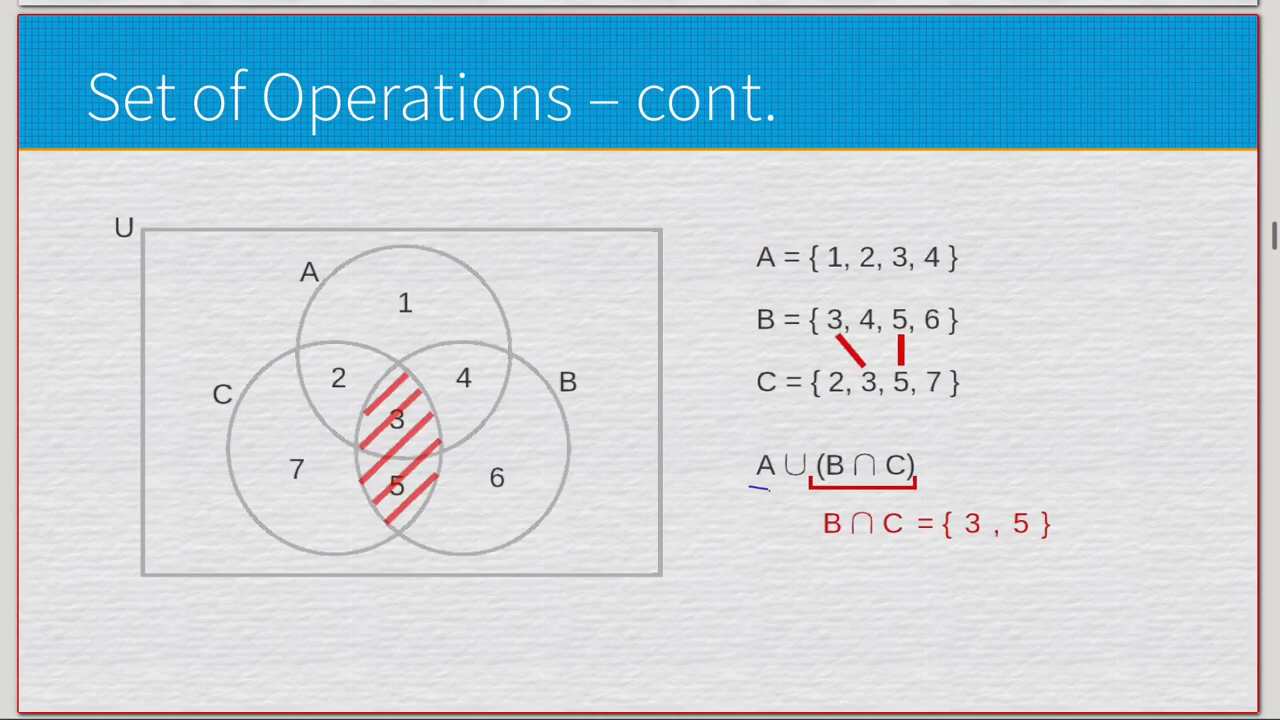 Set of Operations – cont.
U
A
1
2
4
C
B
3
7
5
6
A = { 1, 2, 3, 4 }
B = { 3, 4, 5, 6 }
C = { 2, 3, 5, 7 }
A ∪ (B ∩ C)
B ∩ C = { 3 , 5 }